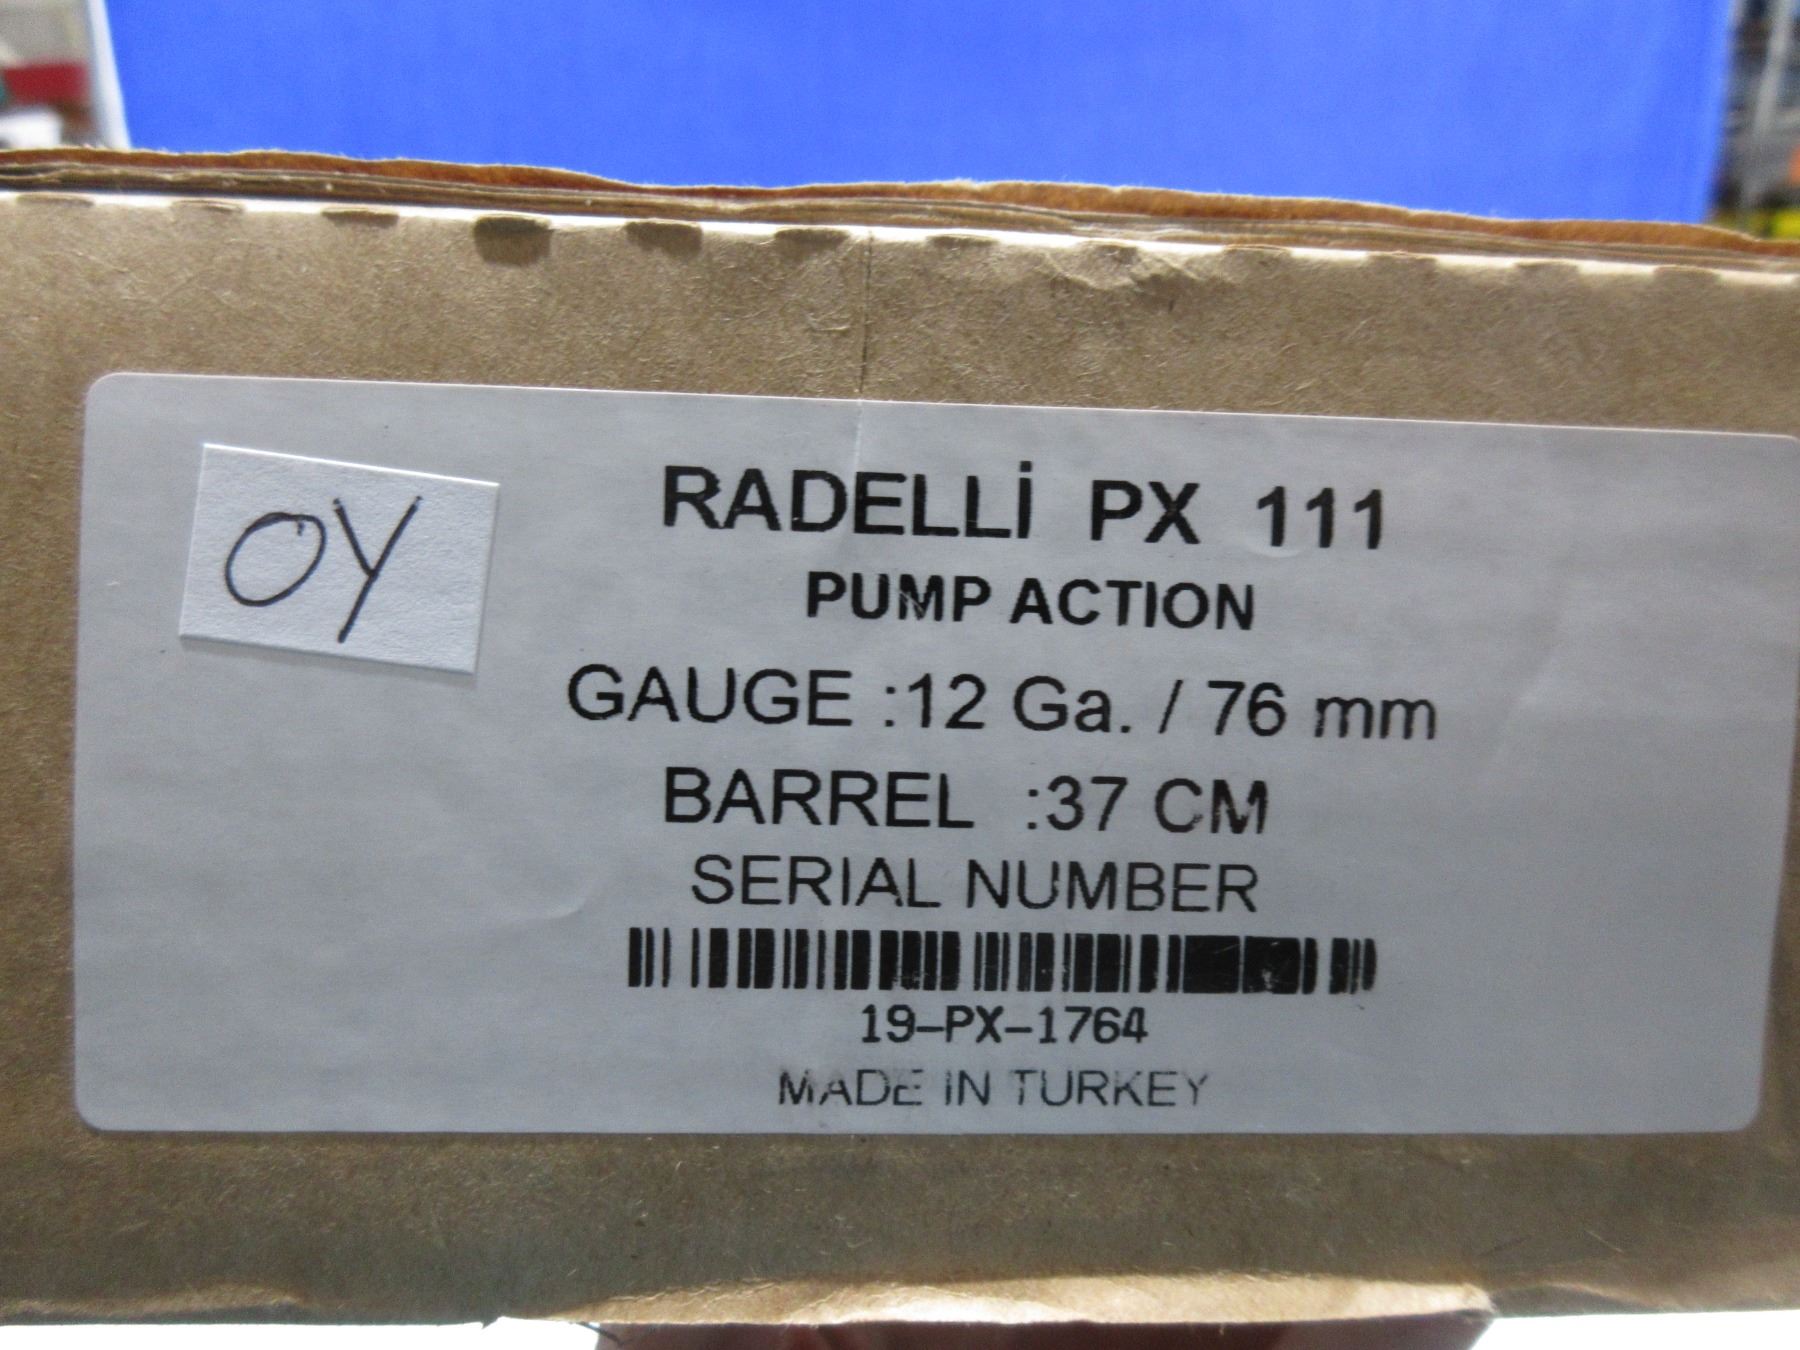 OY
RADELLİ PX 111
PUMP ACTION
GAUGE :12 Ga. / 76 mm
BARREL :37 CM
SERIAL NUMBER
19-PX-1764
MADE IN TURKEY